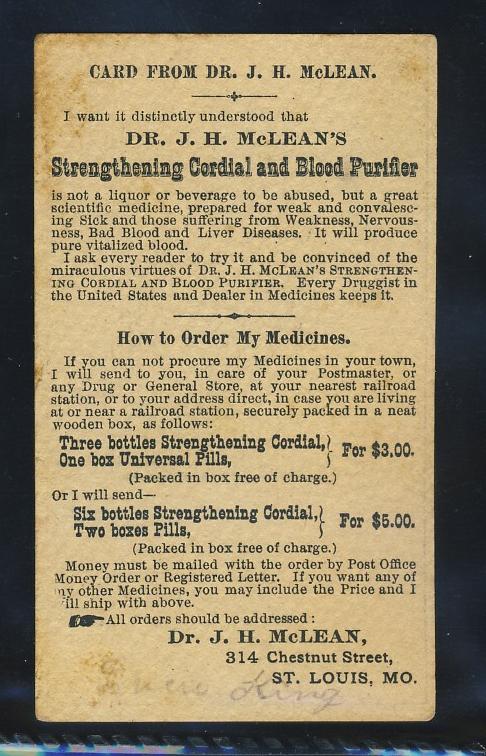 CARD FROM DR. J. H. McLEAN.
I want it distinctly understood that
DR. J. H. McLEAN'S
Strengthening Cordial and Blood Purifier
is not a liquor or beverage to be abused, but a great
scientific medicine, prepared for weak and convalesc-
ing Sick and those suffering from Weakness, Nervous-
ness, Bad Blood and Liver Diseases. It will produce
pure vitalized blood.
I ask every reader to try it and be convinced of the
miraculous virtues of DR. J. H. McLEAN'S STRENGTHEN-
ING CORDIAL AND BLOOD PURIFIER. Every Druggist in
the United States and Dealer in Medicines keeps it.
How to Order My Medicines.
If you can not procure my Medicines in your town,
I will send to you, in care of your Postmaster, or
any Drug or General Store, at your nearest railroad
station, or to your address direct, in case you are living
at or near a railroad station, securely packed in a neat
wooden box, as follows:
Three bottles Strengthening Cordial,
One box Universal Pills, } For $3.00.
(Packed in box free of charge.)
Or I will send—
Six bottles Strengthening Cordial,
Two boxes Pills, } For $5.00.
(Packed in box free of charge.)
Money must be mailed with the order by Post Office
Money Order or Registered Letter. If you want any of
my other Medicines, you may include the Price and I
'ill ship with above.
All orders should be addressed :
Dr. J. H. McLEAN,
314 Chestnut Street,
ST. LOUIS, MO.
King